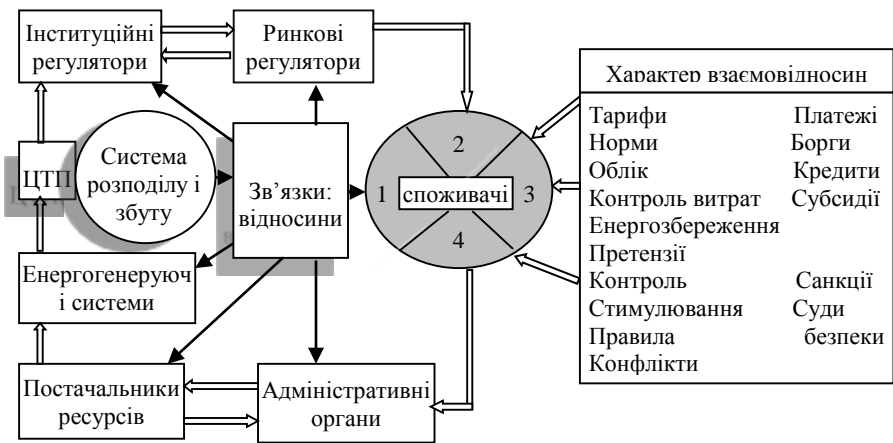 Інституційні
регулятори
Ринкові
регулятори
ЦТП
Система
розподілу і
збуту
Зв’язки:
відносини
1
2
споживачі
3
4
Енергогенеруюч
і системи
Постачальники
ресурсів
Адміністративні
органи
Характер взаємовідносин
Тарифи Платежі
Норми Борги
Облік Кредити
Контроль витрат Субсидії
Енергозбереження
Претензії
Контроль Санкції
Стимулювання Суди
Правила безпеки
Конфлікти